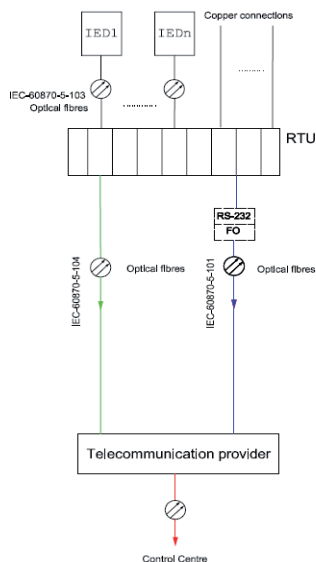 Copper connections
IED1
IEDn
IEC-60870-5-103
Optical fibres
RTU
RS-232
FO
IEC-60870-5-104
Optical fibres
IEC-60870-5-101
Optical fibres
Telecommunication provider
Control Centre